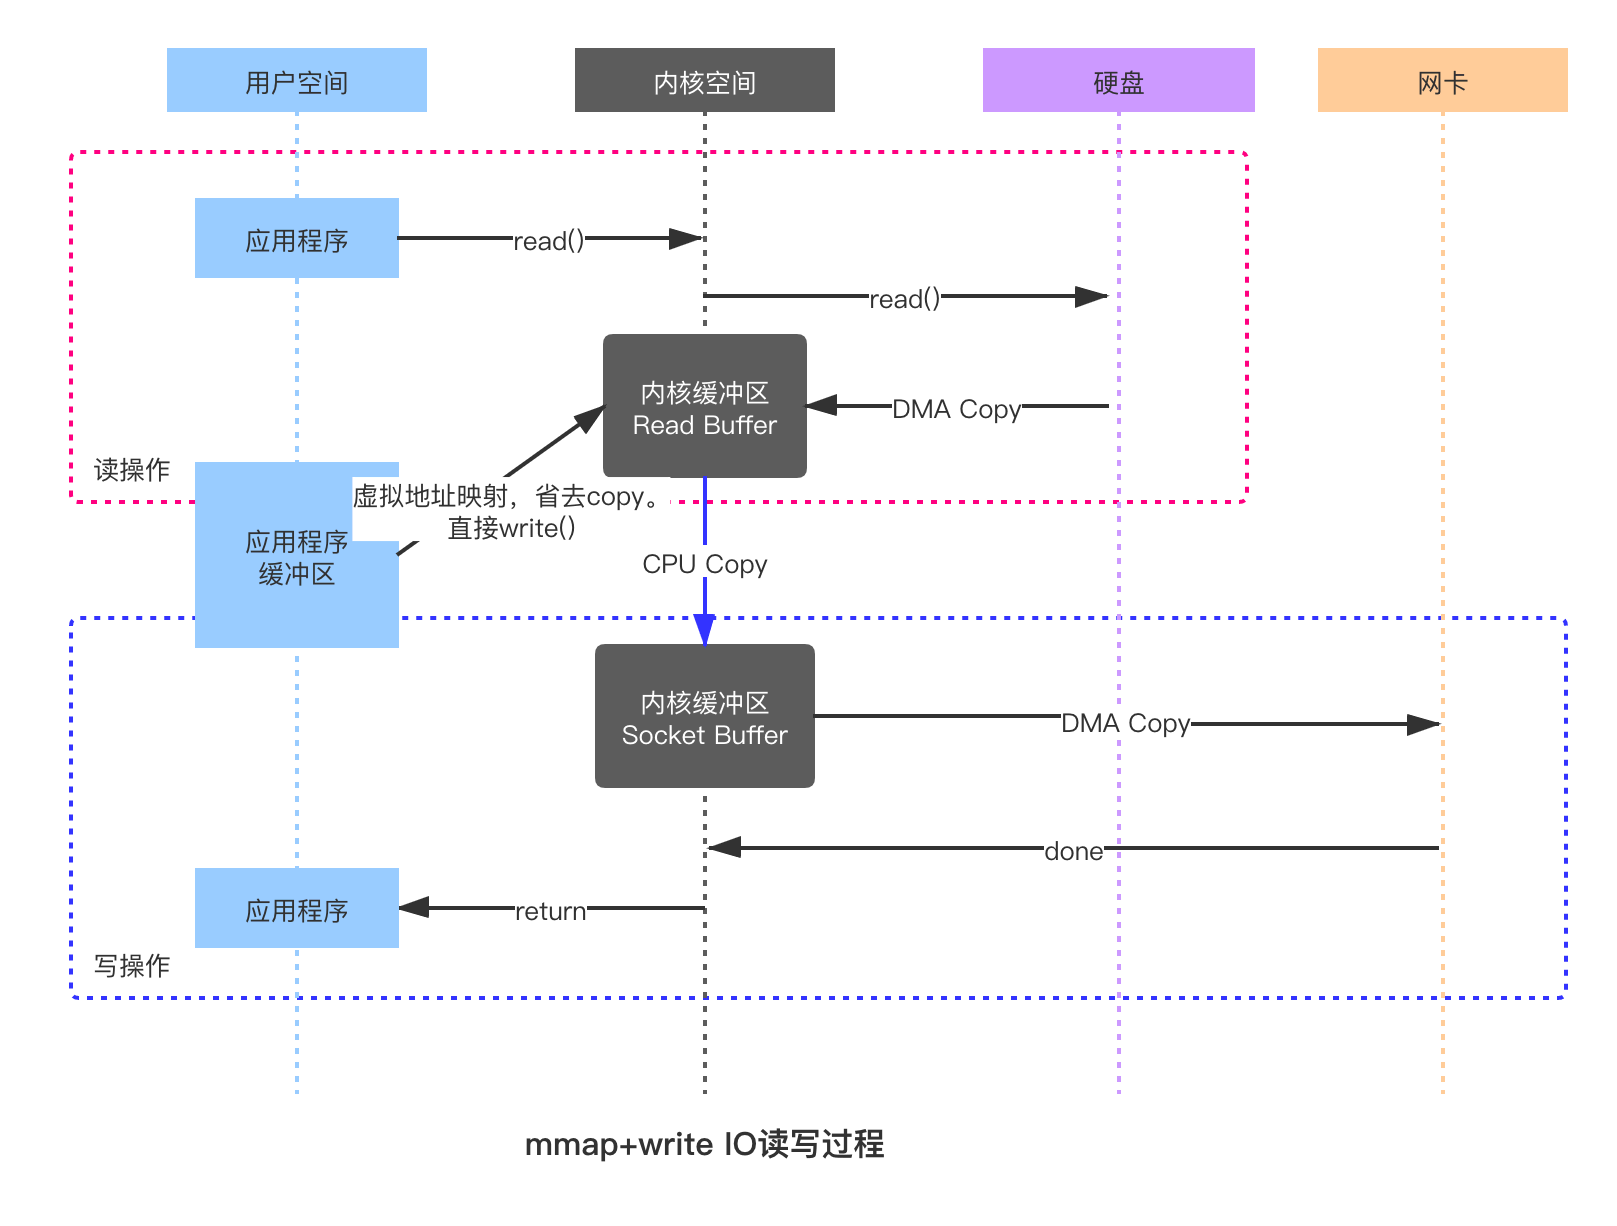 用户空间
内核空间
硬盘
网卡
应用程序
read()
read()
内核缓冲区
Read Buffer
DMA Copy
读操作
虚拟地址映射，省去copy。
直接write()
应用程序
缓冲区
CPU Copy
内核缓冲区
Socket Buffer
DMA Copy
done
应用程序
return
写操作
mmap+write IO读写过程